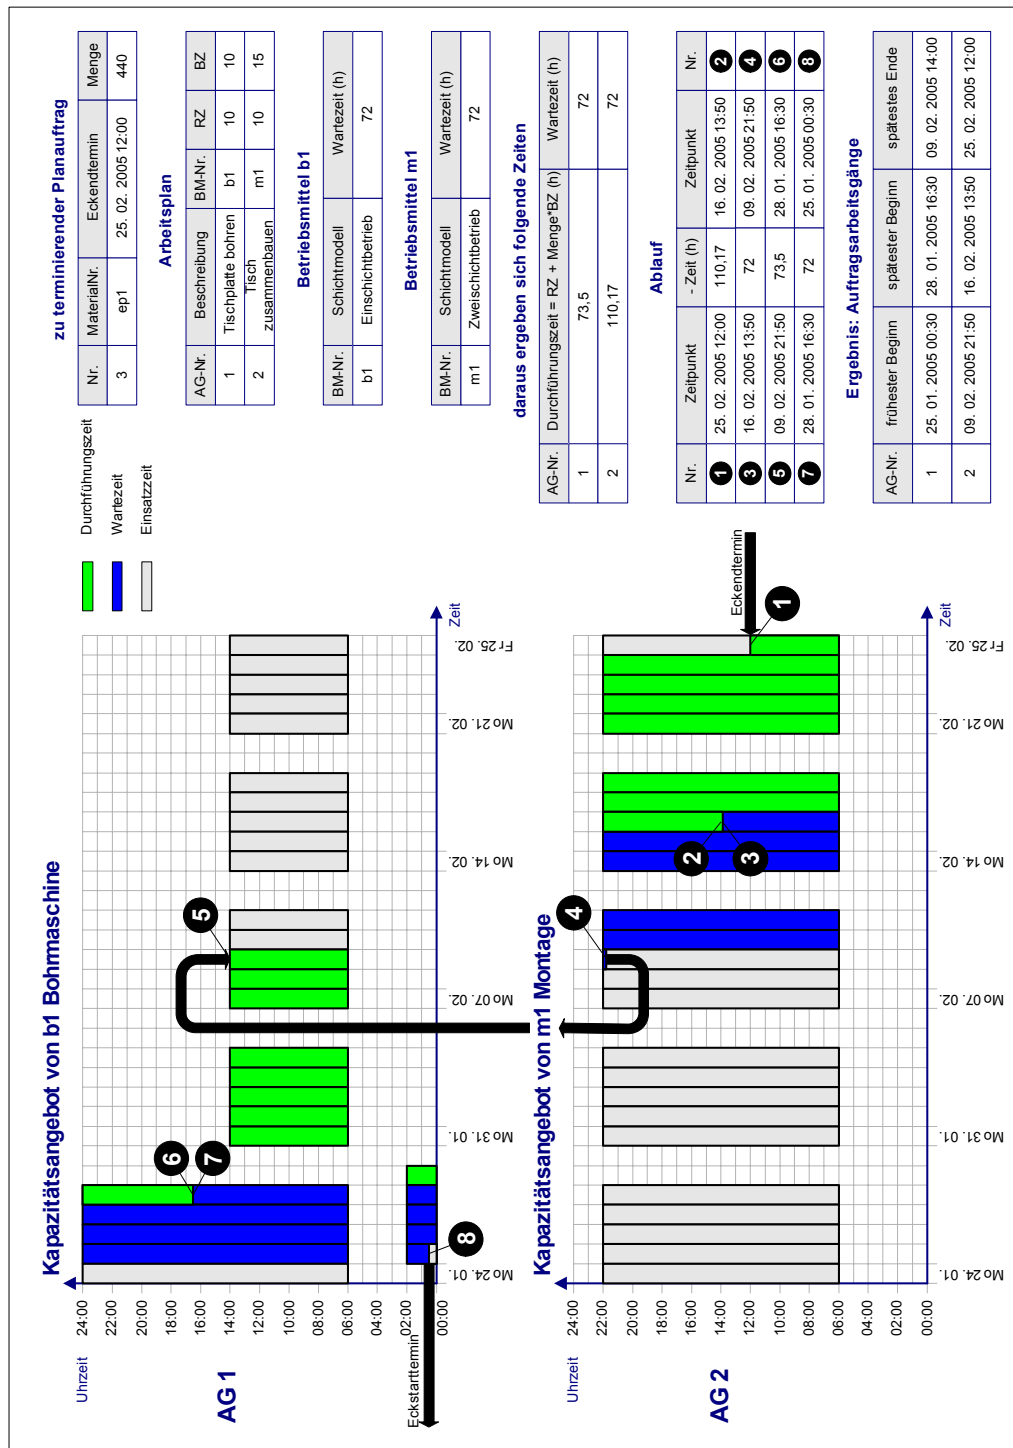 Kapazitätsangebot von b1 Bohrmaschine
Uhrzeit
24:00
22:00
20:00
18:00
16:00
14:00
12:00
10:00
08:00
06:00
04:00
02:00
00:00
AG 1
Eckstarttermin
Mo 24. 01.
Mo 31. 01.
Mo 07. 02.
Mo 14. 02.
Mo 21. 02.
Fr 25. 02.
Zeit
5
6
7
8
Durchführungszeit
Wartezeit
Einsatzzeit
Kapazitätsangebot von m1 Montage
Uhrzeit
24:00
22:00
20:00
18:00
16:00
14:00
12:00
10:00
08:00
06:00
04:00
02:00
00:00
AG 2
Eckendtermin
Mo 24. 01.
Mo 31. 01.
Mo 07. 02.
Mo 14. 02.
Mo 21. 02.
Fr 25. 02.
Zeit
1
2
3
4
zu terminierender Planauftrag
Nr. MaterialNr. Eckendtermin Menge
3 ep1 25. 02. 2005 12:00 440
Arbeitsplan
AG-Nr. Beschreibung BM-Nr. RZ BZ
1 Tischplatte bohren b1 10 10
2 Tisch zusammenbauen m1 10 15
Betriebsmittel b1
BM-Nr. Schichtmodell Wartezeit (h)
b1 Einschichtbetrieb 72
Betriebsmittel m1
BM-Nr. Schichtmodell Wartezeit (h)
m1 Zweischichtbetrieb 72
daraus ergeben sich folgende Zeiten
AG-Nr. Durchführungszeit = RZ + Menge*BZ (h) Wartezeit (h)
1 73,5 72
2 110,17 72
Ablauf
Nr. Zeitpunkt - Zeit (h) Zeitpunkt Nr.
1 25. 02. 2005 12:00 110,17 16. 02. 2005 13:50 2
3 16. 02. 2005 13:50 72 09. 02. 2005 21:50 4
5 09. 02. 2005 21:50 73,5 28. 01. 2005 16:30 6
7 28. 01. 2005 16:30 72 25. 01. 2005 00:30 8
Ergebnis: Auftragsarbeitsgänge
AG-Nr. frühester Beginn spätester Beginn spätestes Ende
1 25. 01. 2005 00:30 28. 01. 2005 16:30 09. 02. 2005 14:00
2 09. 02. 2005 21:50 16. 02. 2005 13:50 25. 02. 2005 12:00